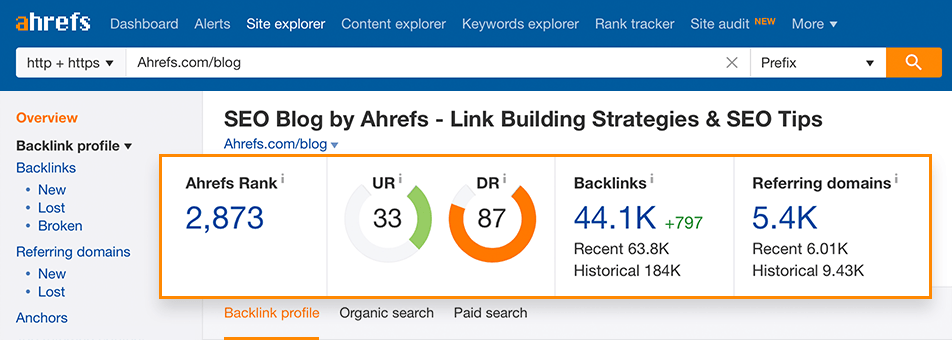 ahrefs Dashboard Alerts Site explorer Content explorer Keywords explorer Rank tracker Site audit NEW More
http + https Ahrefs.com/blog Prefix
Overview
SEO Blog by Ahrefs - Link Building Strategies & SEO Tips
Ahrefs.com/blog
Backlink profile
Backlinks
New
Lost
Broken
Referring domains
New
Lost
Anchors
Ahrefs Rank i
2,873
UR i
33
DR i
87
Backlinks i
44.1K +797
Recent 63.8K
Historical 184K
Referring domains i
5.4K
Recent 6.01K
Historical 9.43K
Backlink profile Organic search Paid search